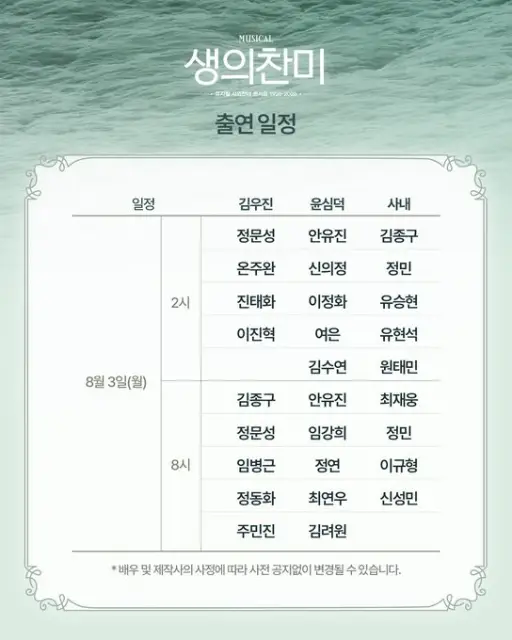 MUSICAL
생의찬미
출연 일정
일정 김우진 윤심덕 사내
8월 3일(월)
2시
정문성 안유진 김종구
온주완 신의정 정민
진태화 이정화 유승현
이진혁 여은 유현석
김수연 원태민
8시
김종구 안유진 최재웅
정문성 임강희 정민
임병근 정연 이규형
정동화 최연우 신성민
주민진 김려원
* 배우 및 제작사의 사정에 따라 사전 공지없이 변경될 수 있습니다.